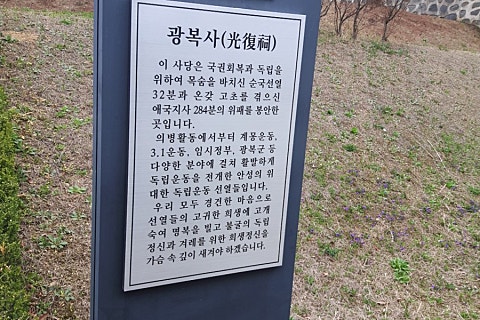 광복사(光復祠)
이 사당은 국권회복과 독립을
위하여 목숨을 바치신 순국선열
32분과 온갖 고초를 겪으신
애국지사 284분의 위패를 봉안한
곳입니다.
의병활동에서부터 계몽운동,
3.1운동, 임시정부, 광복군 등
다양한 분야에 걸쳐 활발하게
독립운동을 전개한 안성의 위
대한 독립운동 선열들입니다.
우리 모두 경건한 마음으로
선열들의 고귀한 희생에 고개
숙여 명복을 빌고 불굴의 독립
정신과 겨레를 위한 희생정신을
가슴 속 깊이 새겨야 하겠습니다.